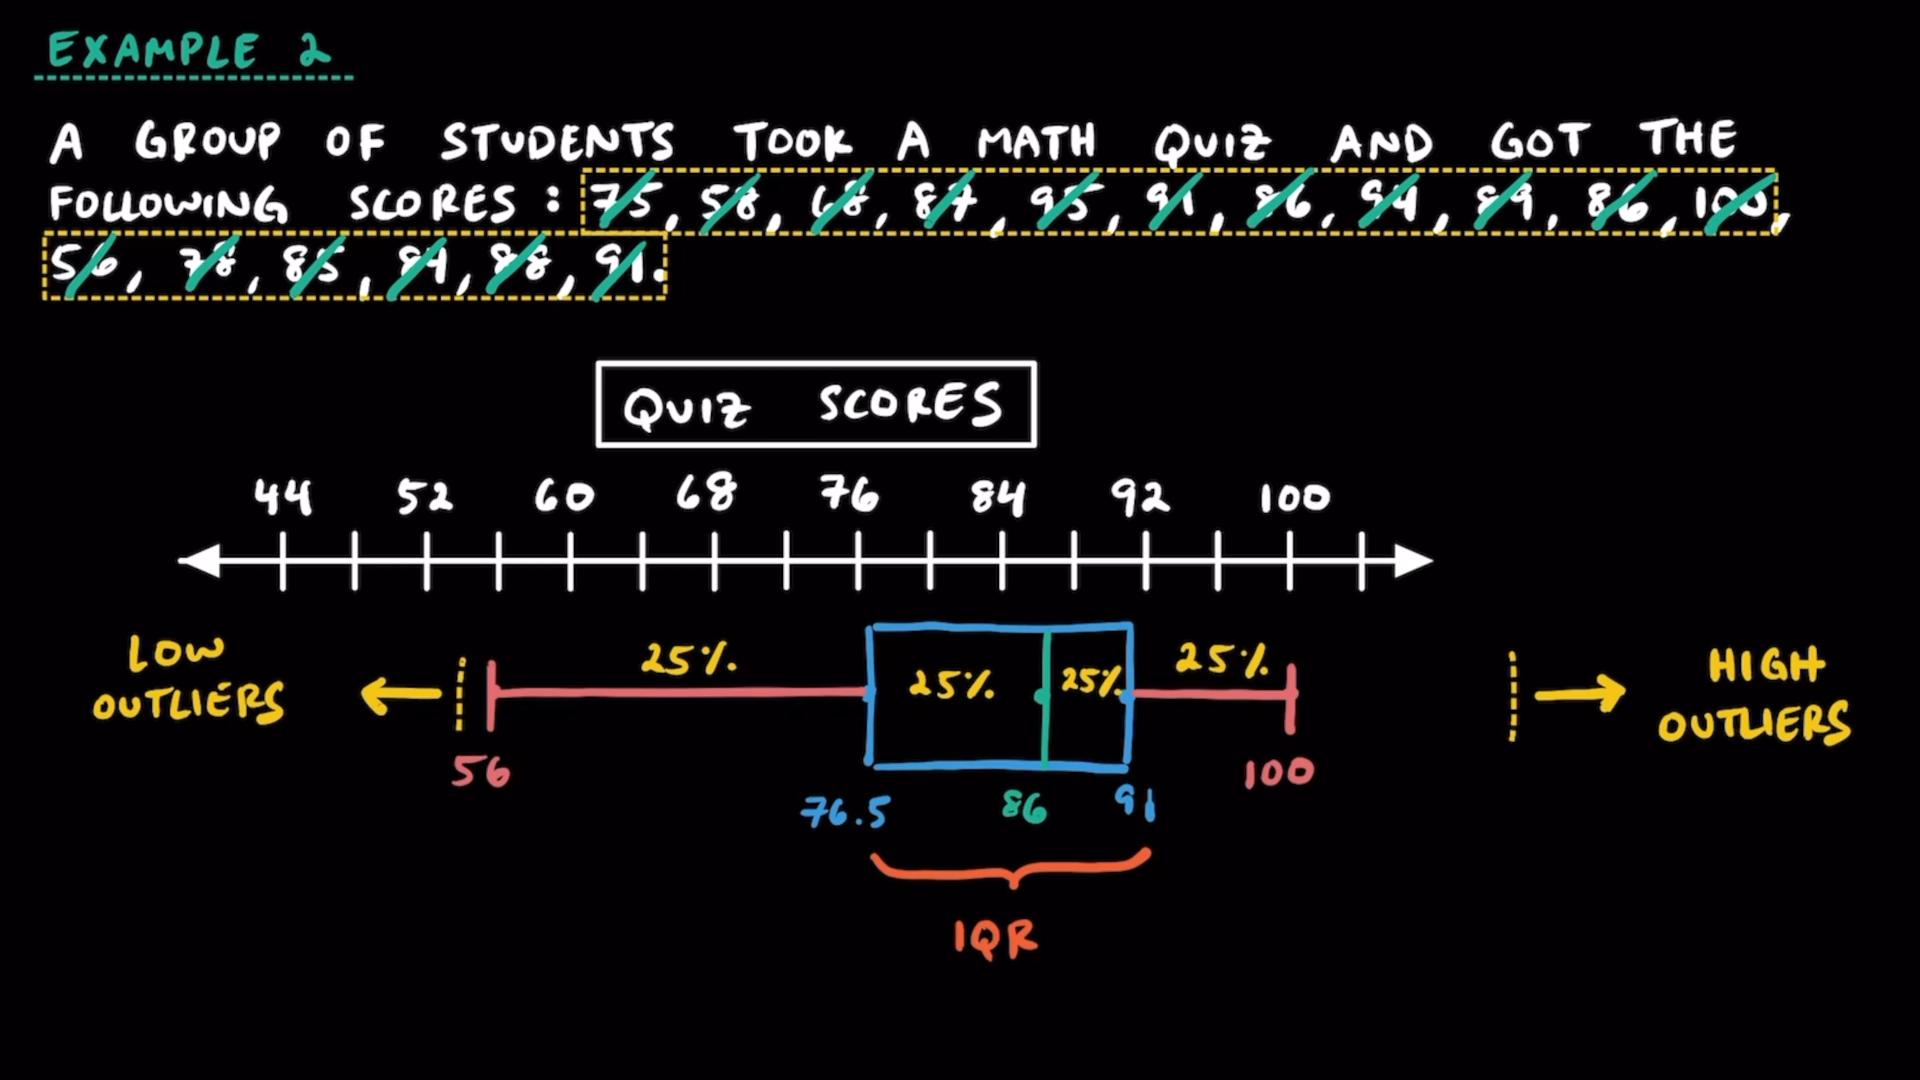 EXAMPLE 2
A GROUP OF STUDENTS TOOK A MATH QUIZ AND GOT THE
FOLLOWING SCORES: 75, 58, 68, 87, 95, 91, 86, 94, 89, 86, 100,
56, 78, 85, 84, 88, 91.
QUIZ SCORES
44 52 60 68 76 84 92 100
LOW OUTLIERS
25% 25% 25% 25%
HIGH OUTLIERS
56 100
76.5 86 91
IQR